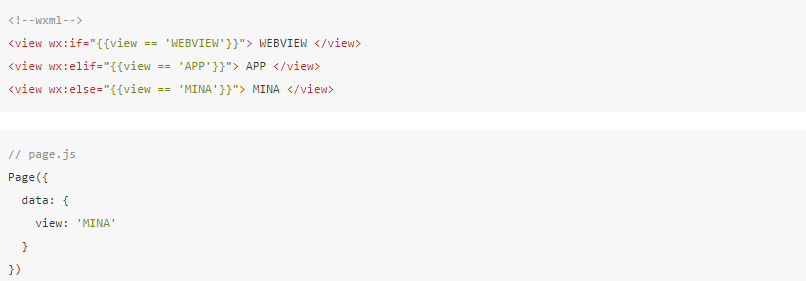 <!--wxml-->
<view wx:if="{{view == 'WEBVIEW'}}"> WEBVIEW </view>
<view wx:elif="{{view == 'APP'}}"> APP </view>
<view wx:else="{{view == 'MINA'}}"> MINA </view>
// page.js
Page({
  data: {
    view: 'MINA'
  }
})